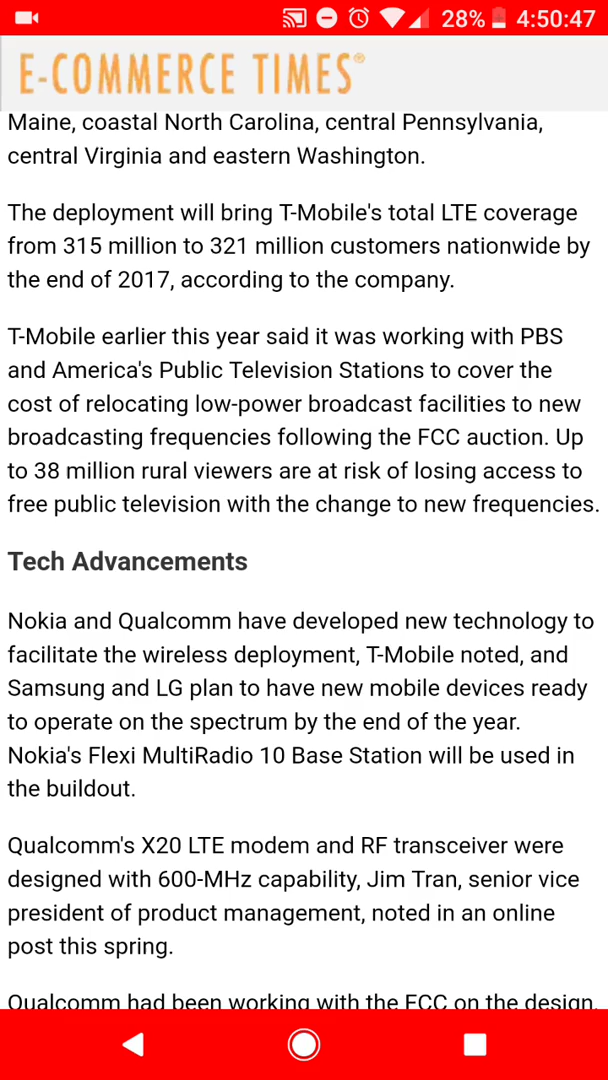 28% 4:50:47
E-COMMERCE TIMES®
Maine, coastal North Carolina, central Pennsylvania,
central Virginia and eastern Washington.
The deployment will bring T-Mobile's total LTE coverage
from 315 million to 321 million customers nationwide by
the end of 2017, according to the company.
T-Mobile earlier this year said it was working with PBS
and America's Public Television Stations to cover the
cost of relocating low-power broadcast facilities to new
broadcasting frequencies following the FCC auction. Up
to 38 million rural viewers are at risk of losing access to
free public television with the change to new frequencies.
Tech Advancements
Nokia and Qualcomm have developed new technology to
facilitate the wireless deployment, T-Mobile noted, and
Samsung and LG plan to have new mobile devices ready
to operate on the spectrum by the end of the year.
Nokia's Flexi MultiRadio 10 Base Station will be used in
the buildout.
Qualcomm's X20 LTE modem and RF transceiver were
designed with 600-MHz capability, Jim Tran, senior vice
president of product management, noted in an online
post this spring.
Qualcomm had been working with the FCC on the design,